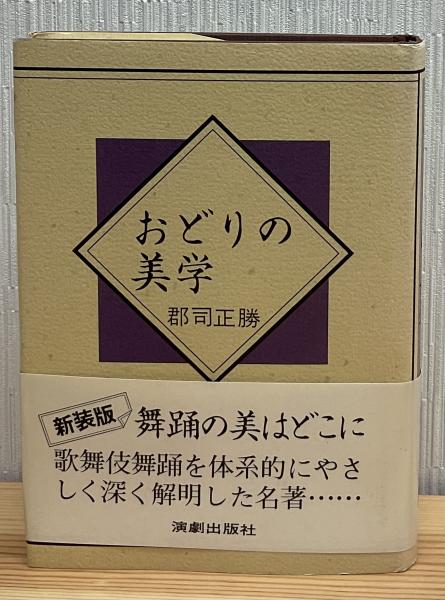 おどりの
美学
郡司正勝
新装版
舞踊の美はどこに
歌舞伎舞踊を体系的にやさ
しく深く解明した名著……
演劇出版社